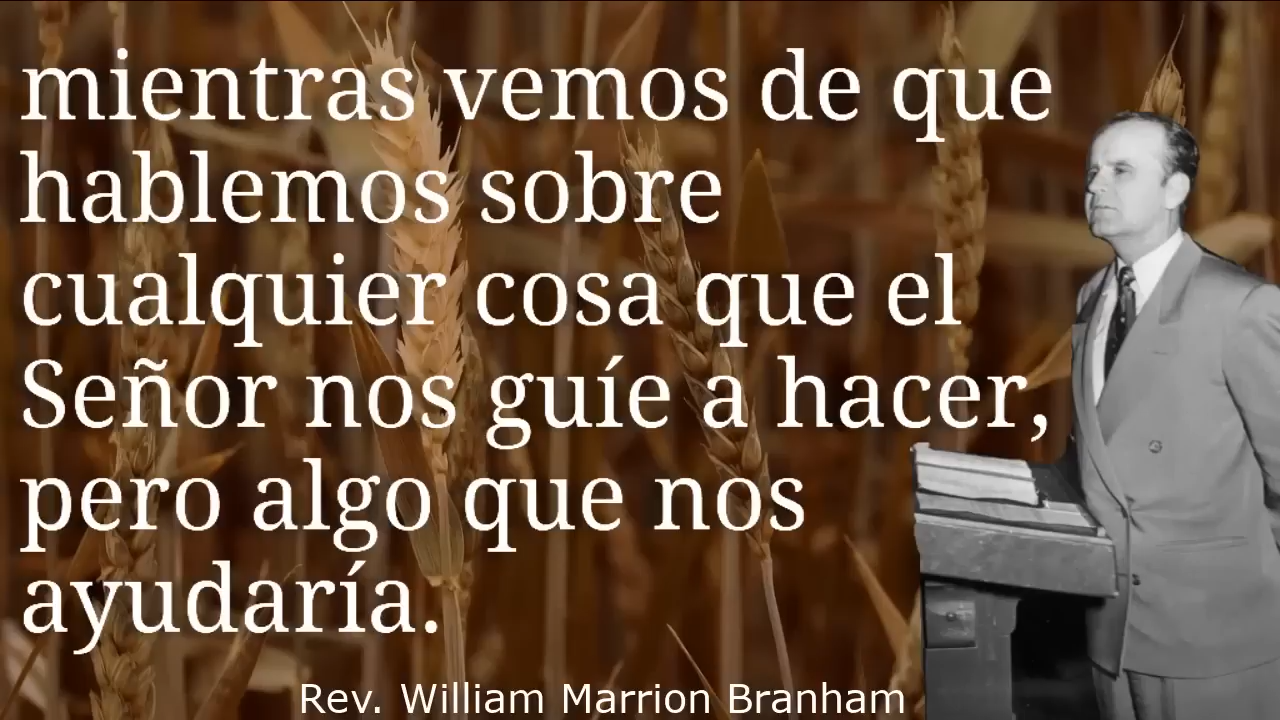 mientras vemos de que
hablemos sobre
cualquier cosa que el
Señor nos guíe a hacer,
pero algo que nos
ayudaría.
Rev. William Marrion Branham